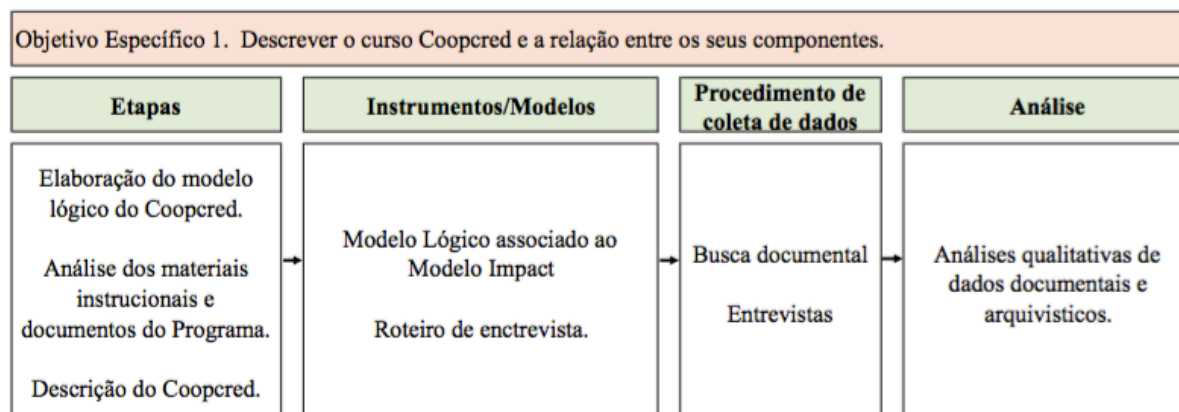 Objetivo Específico 1. Descrever o curso Coopcred e a relação entre os seus componentes.
Etapas
Instrumentos/Modelos
Procedimento de
coleta de dados
Análise
Elaboração do modelo
lógico do Coopcred.
Análise dos materiais
instrucionais e
documentos do Programa.
Descrição do Coopcred.
Modelo Lógico associado ao
Modelo Impact
Roteiro de enctrevista.
Busca documental
Entrevistas
Análises qualitativas de
dados documentais e
arquivisticos.